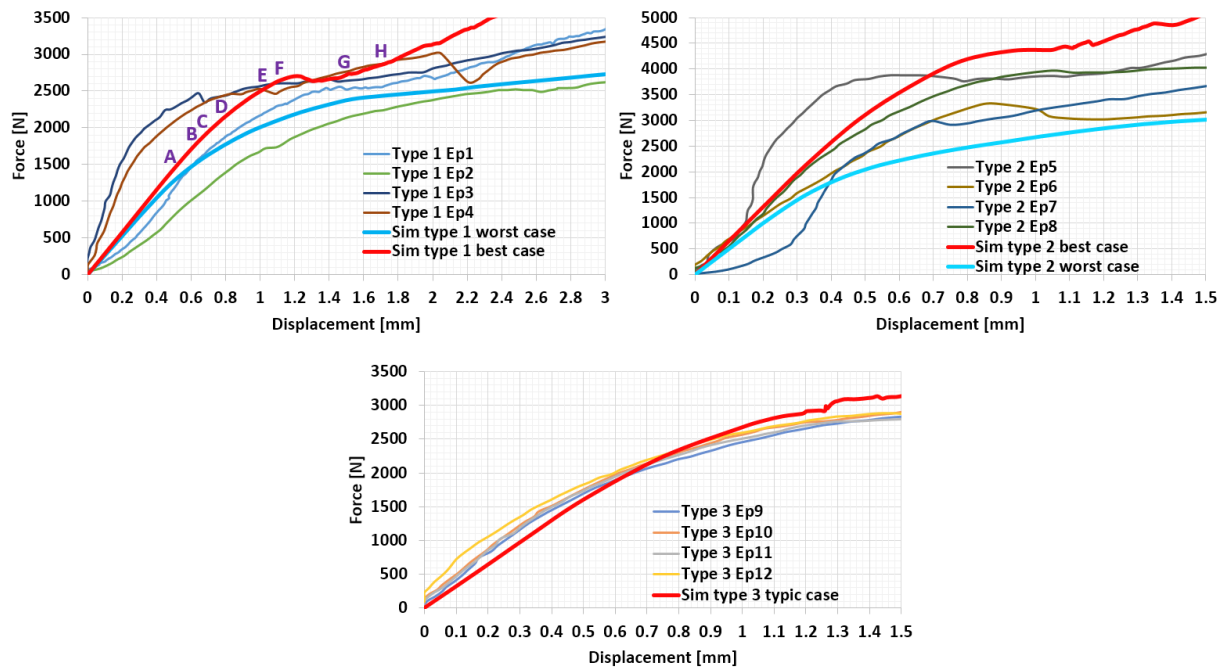 3500
3000
2500
2000
1500
1000
500
0
Force [N]
A
B
C
D
E
F
G
H
Type 1 Ep1
Type 1 Ep2
Type 1 Ep3
Type 1 Ep4
Sim type 1 worst case
Sim type 1 best case
0 0.2 0.4 0.6 0.8 1 1.2 1.4 1.6 1.8 2 2.2 2.4 2.6 2.8 3
Displacement [mm]
5000
4500
4000
3500
3000
2500
2000
1500
1000
500
0
Force [N]
Type 2 Ep5
Type 2 Ep6
Type 2 Ep7
Type 2 Ep8
Sim type 2 best case
Sim type 2 worst case
0 0.1 0.2 0.3 0.4 0.5 0.6 0.7 0.8 0.9 1 1.1 1.2 1.3 1.4 1.5
Displacement [mm]
3500
3000
2500
2000
1500
1000
500
0
Force [N]
Type 3 Ep9
Type 3 Ep10
Type 3 Ep11
Type 3 Ep12
Sim type 3 typic case
0 0.1 0.2 0.3 0.4 0.5 0.6 0.7 0.8 0.9 1 1.1 1.2 1.3 1.4 1.5
Displacement [mm]